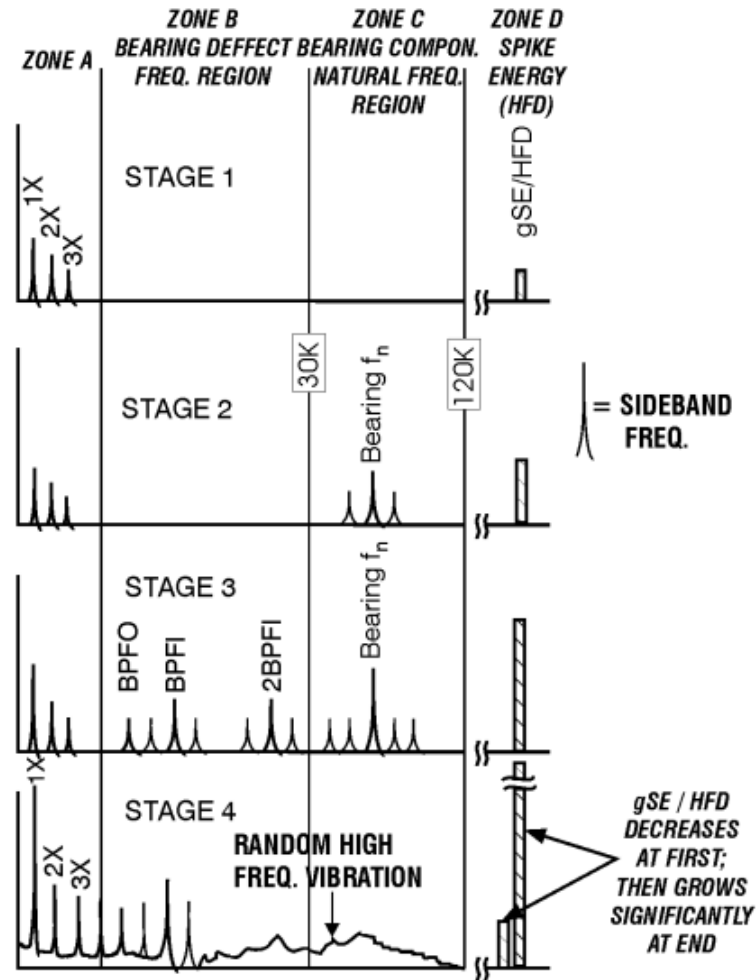 ZONE A
ZONE B
BEARING DEFFECT
FREQ. REGION
ZONE C
BEARING COMPON.
NATURAL FREQ.
REGION
ZONE D
SPIKE
ENERGY
(HFD)
STAGE 1
1X
2X
3X
gSE/HFD
30K
120K
STAGE 2
Bearing fn
= SIDEBAND
FREQ.
STAGE 3
BPFO
BPFI
2BPFI
Bearing fn
STAGE 4
1X
2X
3X
RANDOM HIGH
FREQ. VIBRATION
gSE / HFD
DECREASES
AT FIRST;
THEN GROWS
SIGNIFICANTLY
AT END